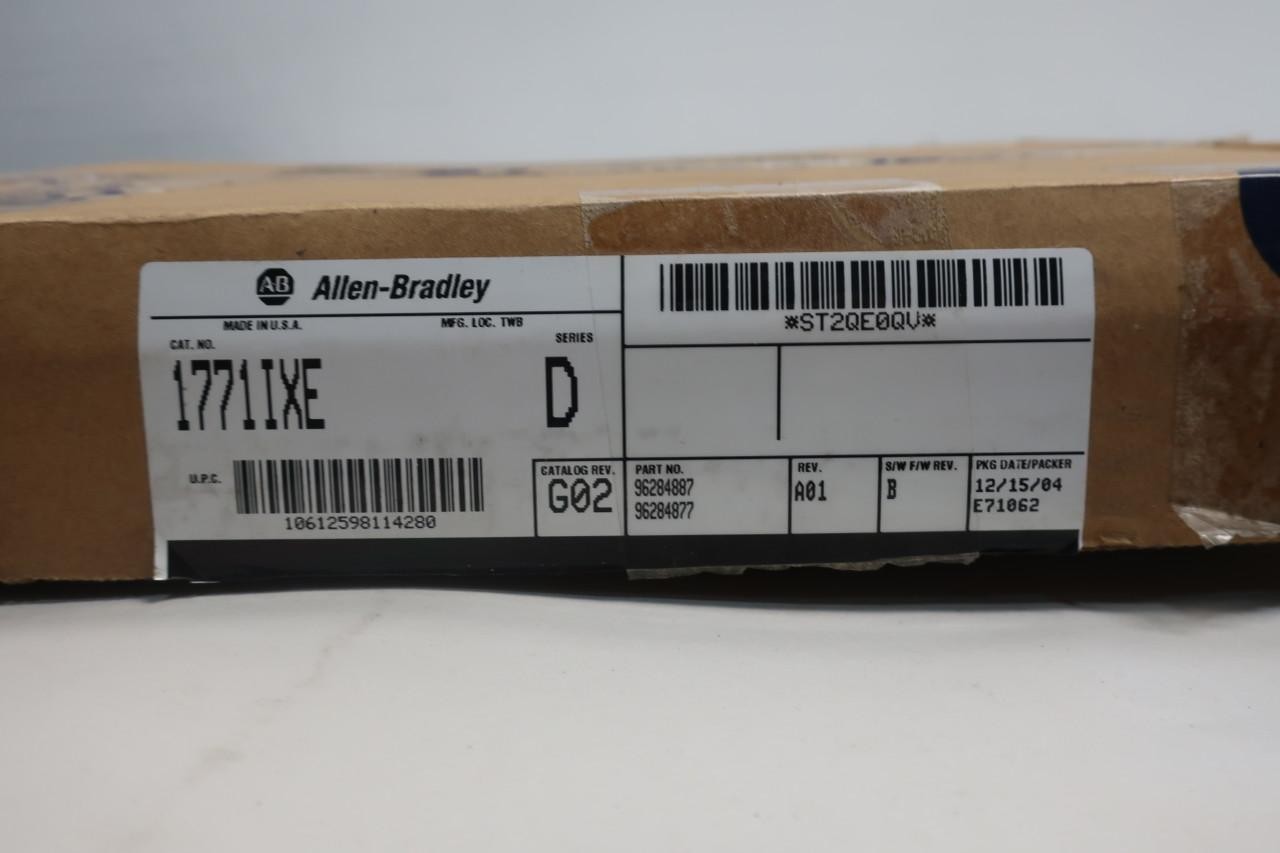 AB Allen-Bradley
MADE IN U.S.A. MFG. LOC. TWB
CAT. NO. SERIES
1771IXE D
U.P.C.
10612598114280
CATALOG REV.
G02
*ST2QE0QV*
PART NO.
96284887
96284877
REV.
A01
S/W F/W REV.
B
PKG DATE/PACKER
12/15/04
E71062